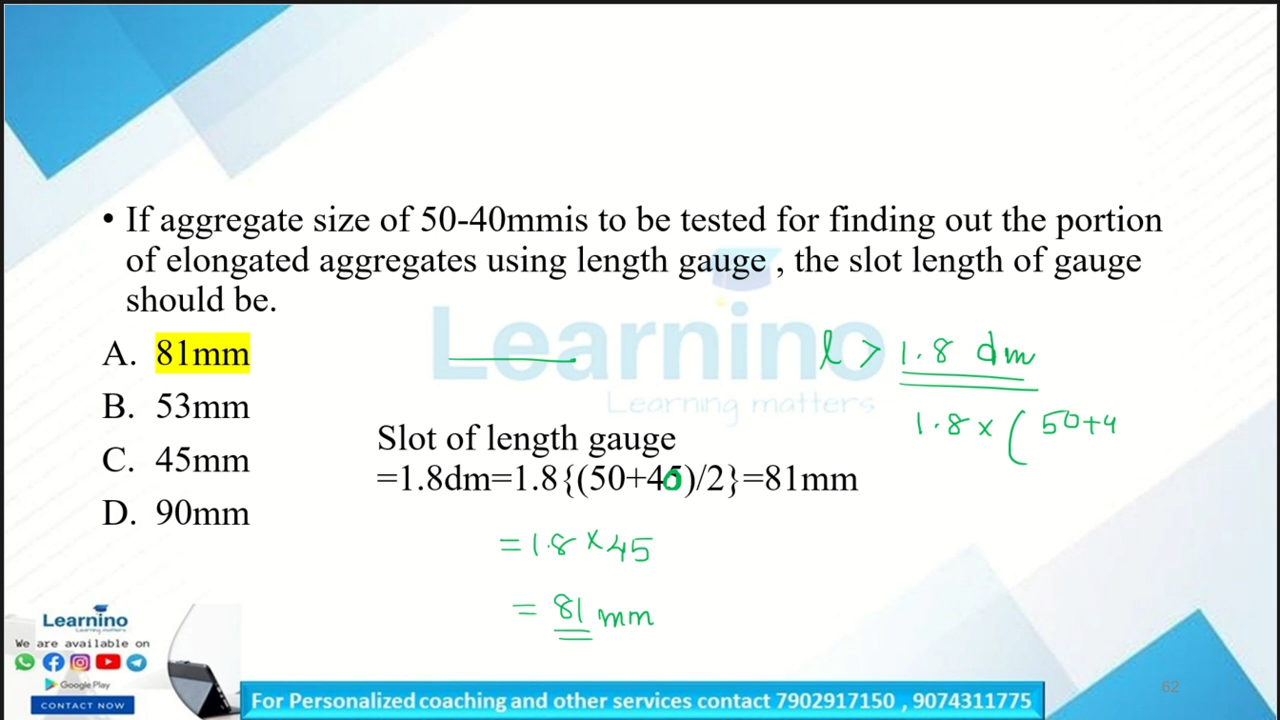 • If aggregate size of 50-40mmis to be tested for finding out the portion
of elongated aggregates using length gauge , the slot length of gauge
should be.
A. 81mm
B. 53mm
C. 45mm
D. 90mm
Learnino
Learning matters
l > 1.8 dm
1.8 × ( 50+4
Slot of length gauge
=1.8dm=1.8{(50+40)/2}=81mm
= 1.8 × 45
= 81 mm
Learnino
Learning matters
We are available on
Google Play
CONTACT NOW
For Personalized coaching and other services contact 7902917150 , 9074311775
62